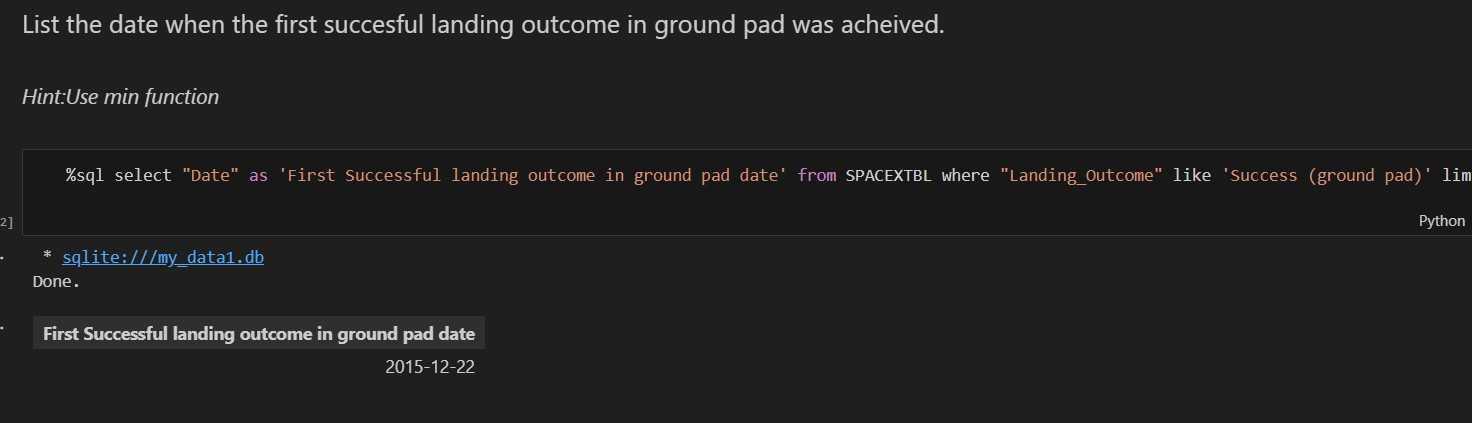 List the date when the first succesful landing outcome in ground pad was acheived.
Hint:Use min function
%sql select "Date" as 'First Successful landing outcome in ground pad date' from SPACEXTBL where "Landing_Outcome" like 'Success (ground pad)' lim
2]
Python
* sqlite:///my_data1.db
Done.
First Successful landing outcome in ground pad date
2015-12-22